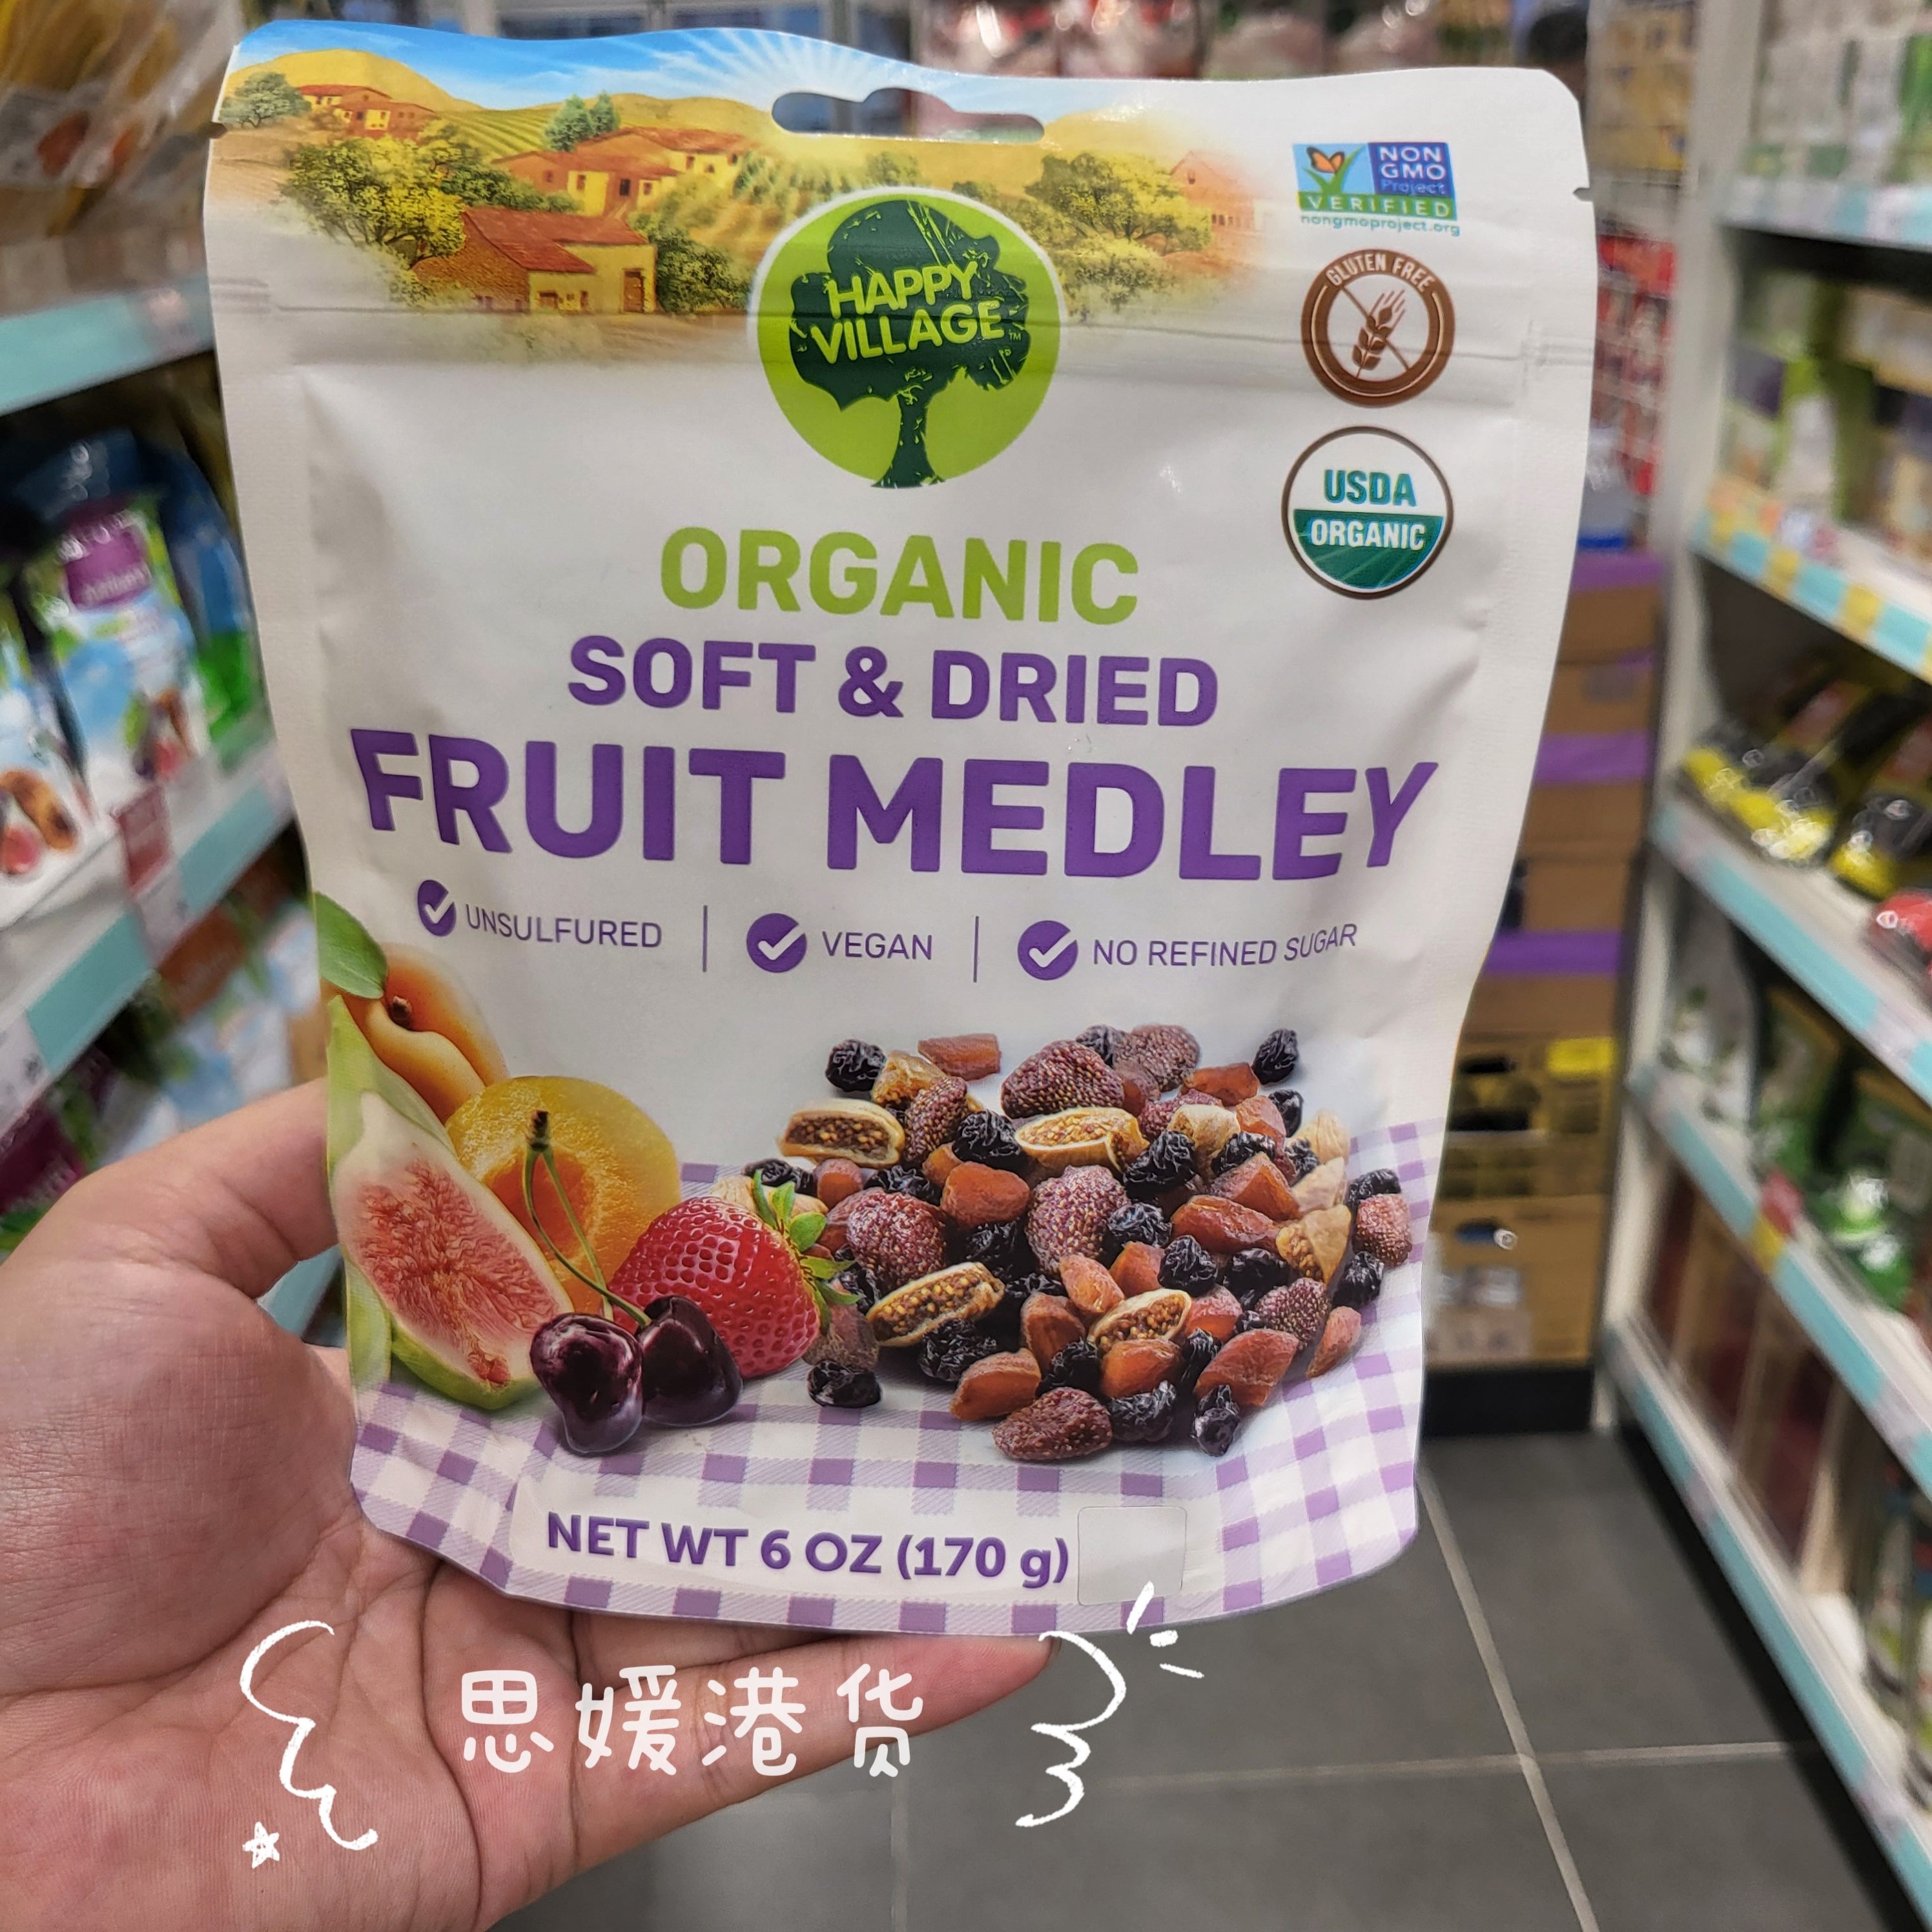 HAPPY
VILLAGE™
NON
GMO
Project
VERIFIED
nongmoproject.org
GLUTEN FREE
USDA
ORGANIC
ORGANIC
SOFT & DRIED
FRUIT MEDLEY
UNSULFURED | VEGAN | NO REFINED SUGAR
NET WT 6 OZ (170 g)
思媛港货